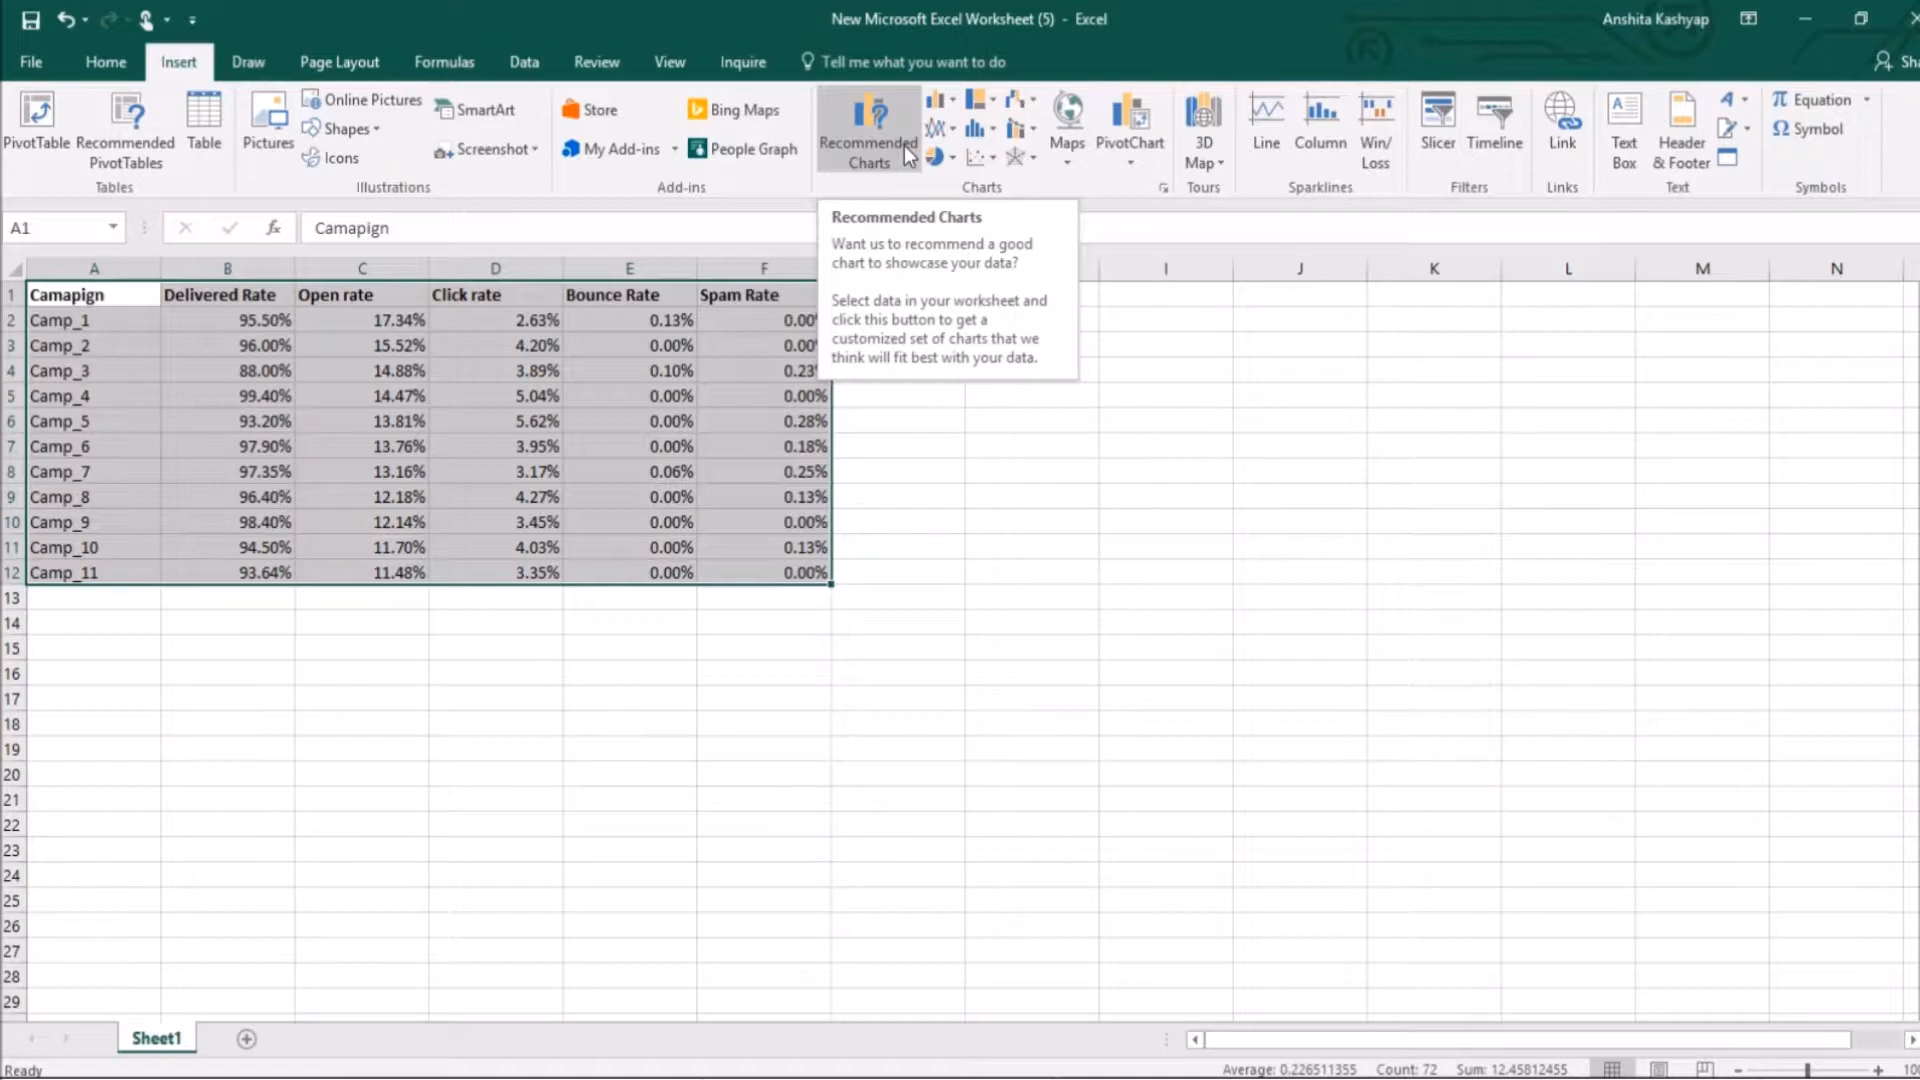 New Microsoft Excel Worksheet (5) - Excel
Anshita Kashyap
File Home Insert Draw Page Layout Formulas Data Review View Inquire Tell me what you want to do
PivotTable
Recommended PivotTables
Table
Tables
Pictures
Online Pictures
Shapes
Icons
SmartArt
Screenshot
Illustrations
Store
My Add-ins
Bing Maps
People Graph
Add-ins
Recommended Charts
Maps
PivotChart
Charts
3D Map
Tours
Line
Column
Win/Loss
Sparklines
Slicer
Timeline
Filters
Link
Links
Text Box
Header & Footer
Text
Equation
Symbol
Symbols
A1
fx
Camapign
Recommended Charts
Want us to recommend a good
chart to showcase your data?
Select data in your worksheet and
click this button to get a
customized set of charts that we
think will fit best with your data.
A B C D E F I J K L M N
1 Camapign Delivered Rate Open rate Click rate Bounce Rate Spam Rate
2 Camp_1 95.50% 17.34% 2.63% 0.13% 0.00
3 Camp_2 96.00% 15.52% 4.20% 0.00% 0.00
4 Camp_3 88.00% 14.88% 3.89% 0.10% 0.23
5 Camp_4 99.40% 14.47% 5.04% 0.00% 0.00%
6 Camp_5 93.20% 13.81% 5.62% 0.00% 0.28%
7 Camp_6 97.90% 13.76% 3.95% 0.00% 0.18%
8 Camp_7 97.35% 13.16% 3.17% 0.06% 0.25%
9 Camp_8 96.40% 12.18% 4.27% 0.00% 0.13%
10 Camp_9 98.40% 12.14% 3.45% 0.00% 0.00%
11 Camp_10 94.50% 11.70% 4.03% 0.00% 0.13%
12 Camp_11 93.64% 11.48% 3.35% 0.00% 0.00%
13
14
15
16
17
18
19
20
21
22
23
24
25
26
27
28
29
Sheet1
Ready
Average: 0.226511355 Count: 72 Sum: 12.45812455